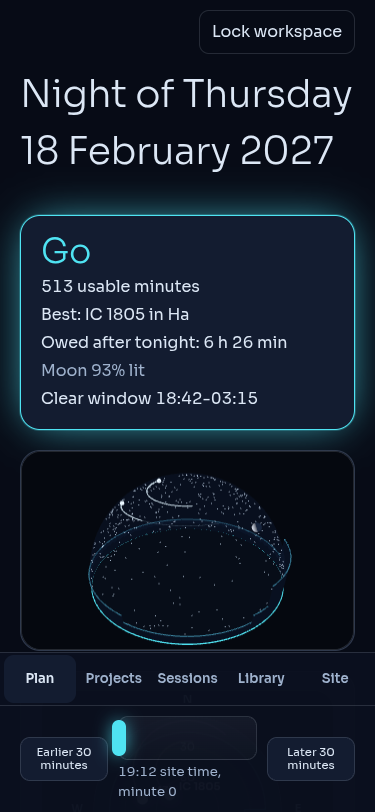 Lock workspace
Night of Thursday
18 February 2027
Go
513 usable minutes
Best: IC 1805 in Ha
Owed after tonight: 6 h 26 min
Moon 93% lit
Clear window 18:42-03:15
Plan
Projects
Sessions
Library
Site
Earlier 30
minutes
19:12 site time,
minute 0
Later 30
minutes